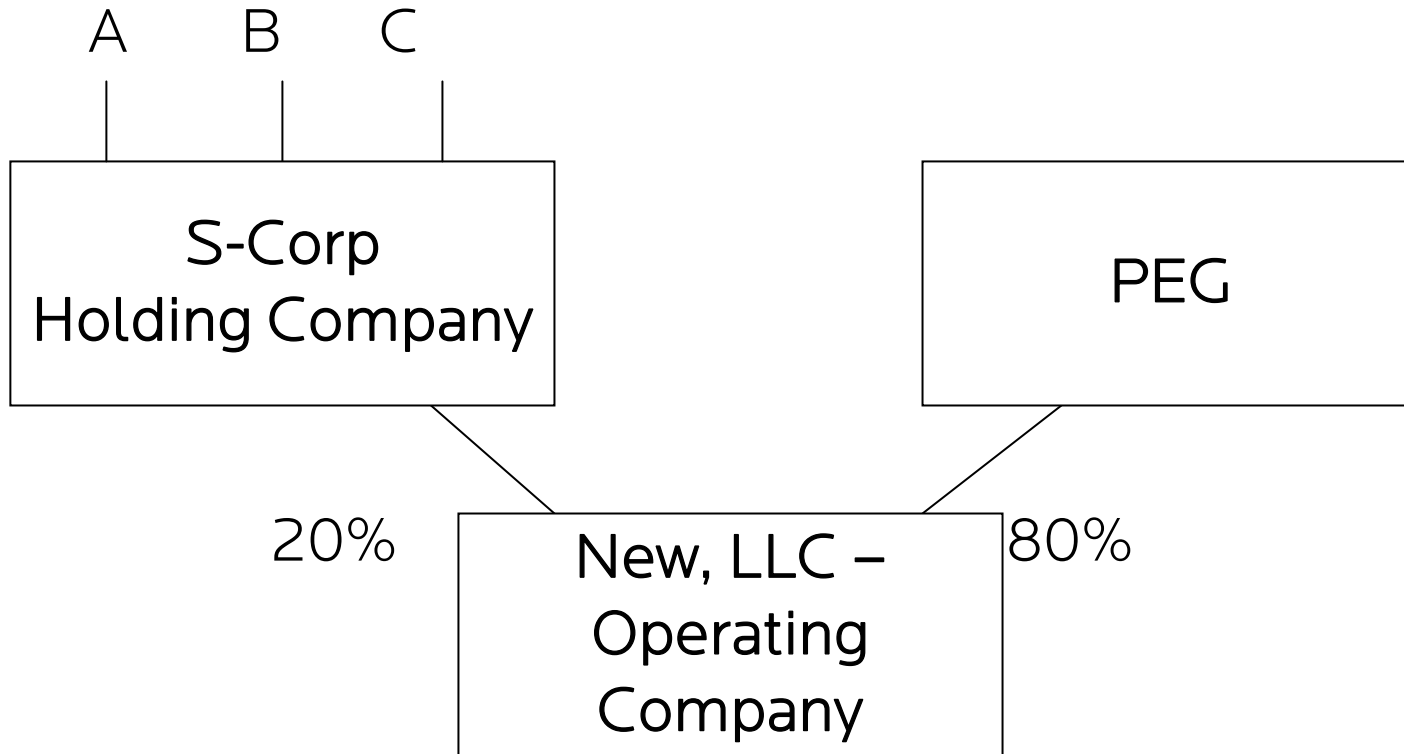 A B C
S-Corp
Holding Company
PEG
20%
80%
New, LLC –
Operating
Company